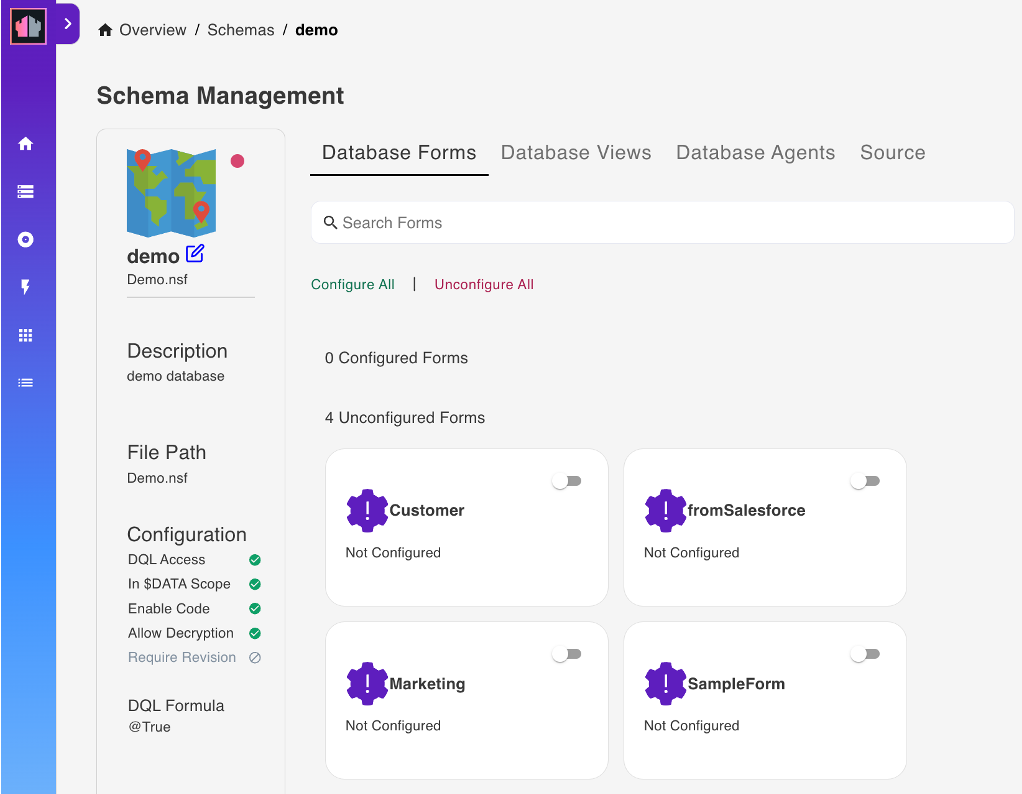 Overview / Schemas / demo
Schema Management
demo
Demo.nsf
Description
demo database
File Path
Demo.nsf
Configuration
DQL Access
In $DATA Scope
Enable Code
Allow Decryption
Require Revision
DQL Formula
@True
Database Forms Database Views Database Agents Source
Search Forms
Configure All | Unconfigure All
0 Configured Forms
4 Unconfigured Forms
Customer
Not Configured
fromSalesforce
Not Configured
Marketing
Not Configured
SampleForm
Not Configured